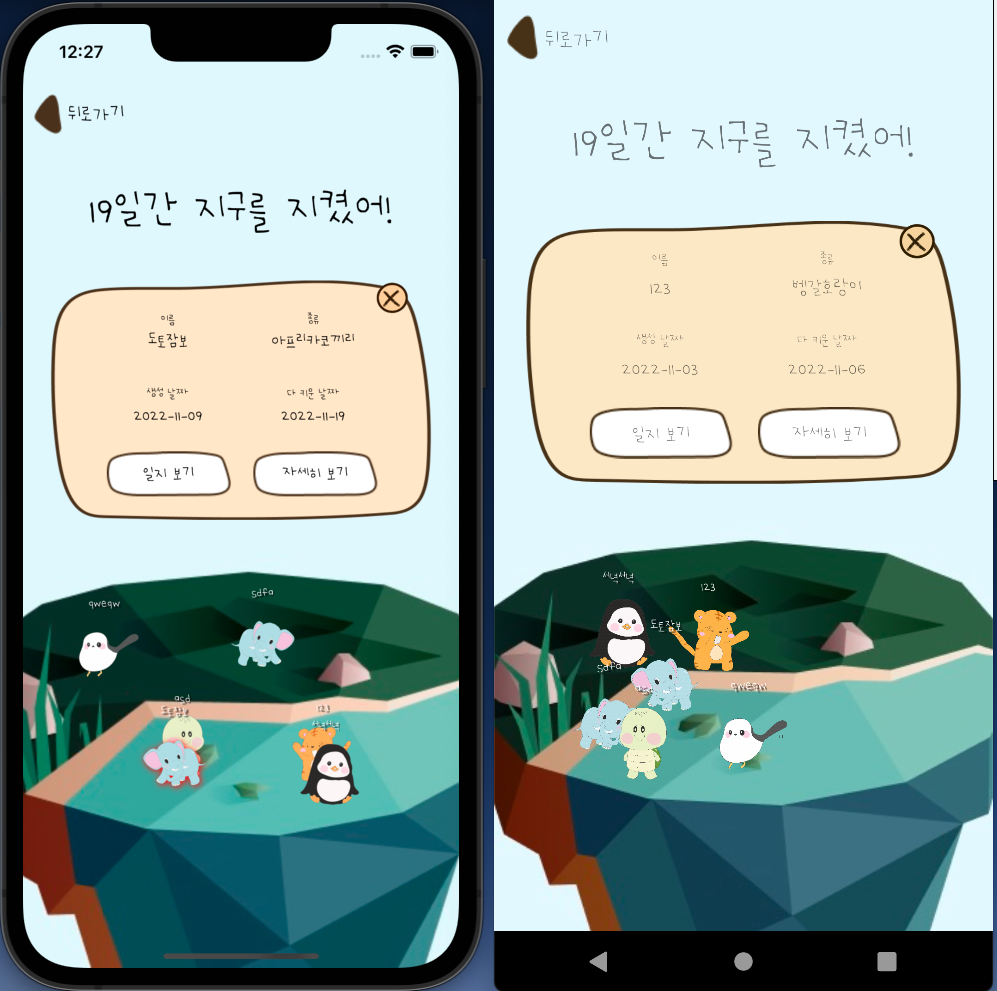 12:27
뒤로가기
19일간 지구를 지켰어!
이름
종류
도토잠보
아프리카코끼리
생성 날짜
다 키운 날짜
2022-11-09
2022-11-19
일지 보기
자세히 보기
qweqw
sdfa
asd
도토잠보
123
서녁서녁
뒤로가기
19일간 지구를 지켰어!
이름
종류
123
벵갈호랑이
생성 날짜
다 키운 날짜
2022-11-03
2022-11-06
일지 보기
자세히 보기
서녁서녁
123
도토잠보
sdfa
asd
qweqw